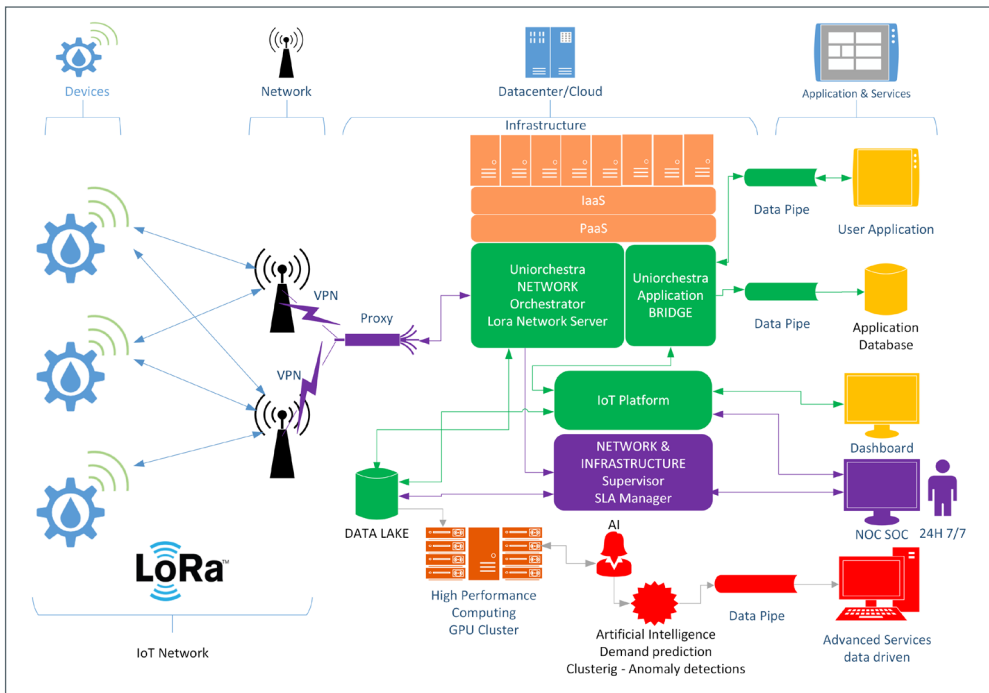 Devices
Network
Datacenter/Cloud
Application & Services
Infrastructure
IaaS
PaaS
Data Pipe
User Application
Uniorchestra
NETWORK
Orchestrator
Lora Network Server
Uniorchestra
Application
BRIDGE
VPN
Proxy
Data Pipe
Application
Database
VPN
IoT Platform
Dashboard
NETWORK &
INFRASTRUCTURE
Supervisor
SLA Manager
DATA LAKE
NOC SOC
24H 7/7
AI
LoRa™
High Performance
Computing
GPU Cluster
Data Pipe
Artificial Intelligence
Demand prediction
Clusterig - Anomaly detections
Advanced Services
data driven
IoT Network